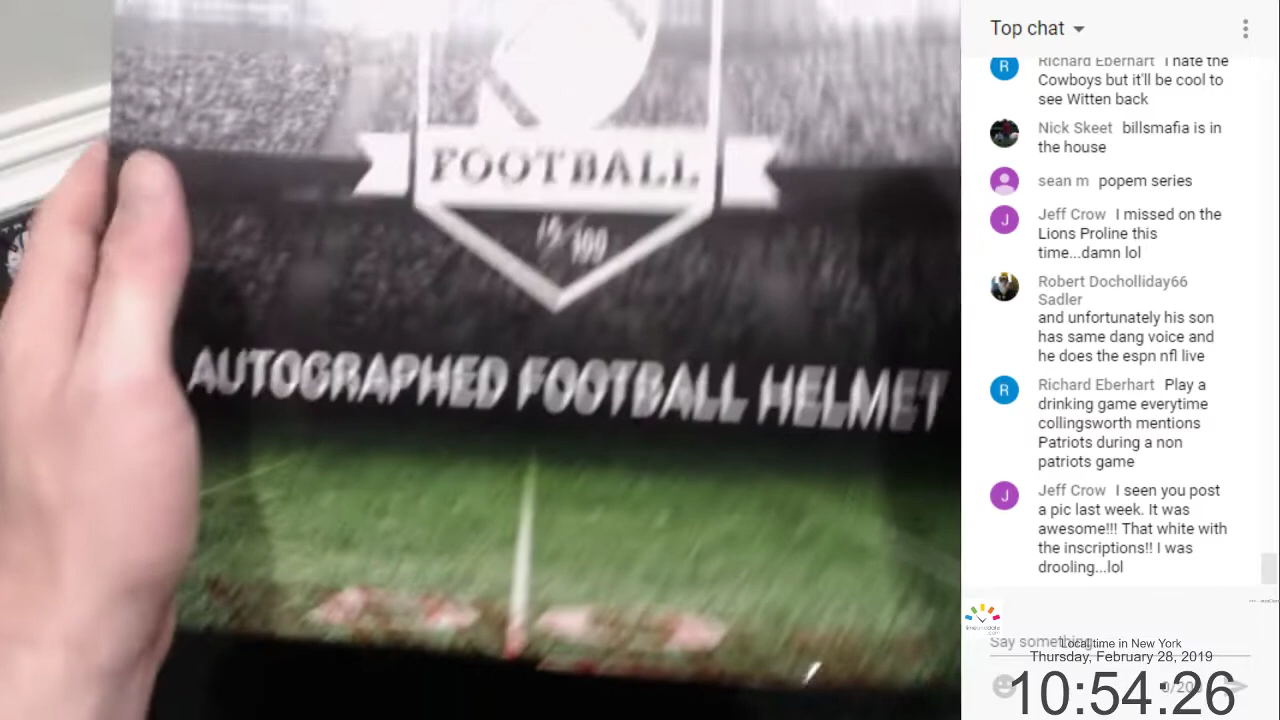 FOOTBALL
19/100
AUTOGRAPHED FOOTBALL HELMET
Top chat
Richard Eberhart I hate the
Cowboys but it'll be cool to
see Witten back
Nick Skeet billsmafia is in
the house
sean m popem series
Jeff Crow I missed on the
Lions Proline this
time...damn lol
Robert Docholliday66
Sadler
and unfortunately his son
has same dang voice and
he does the espn nfl live
Richard Eberhart Play a
drinking game everytime
collingsworth mentions
Patriots during a non
patriots game
Jeff Crow I seen you post
a pic last week. It was
awesome!!! That white with
the inscriptions!! I was
drooling...lol
Say something...
Local time in New York
Thursday, February 28, 2019
10:54:26